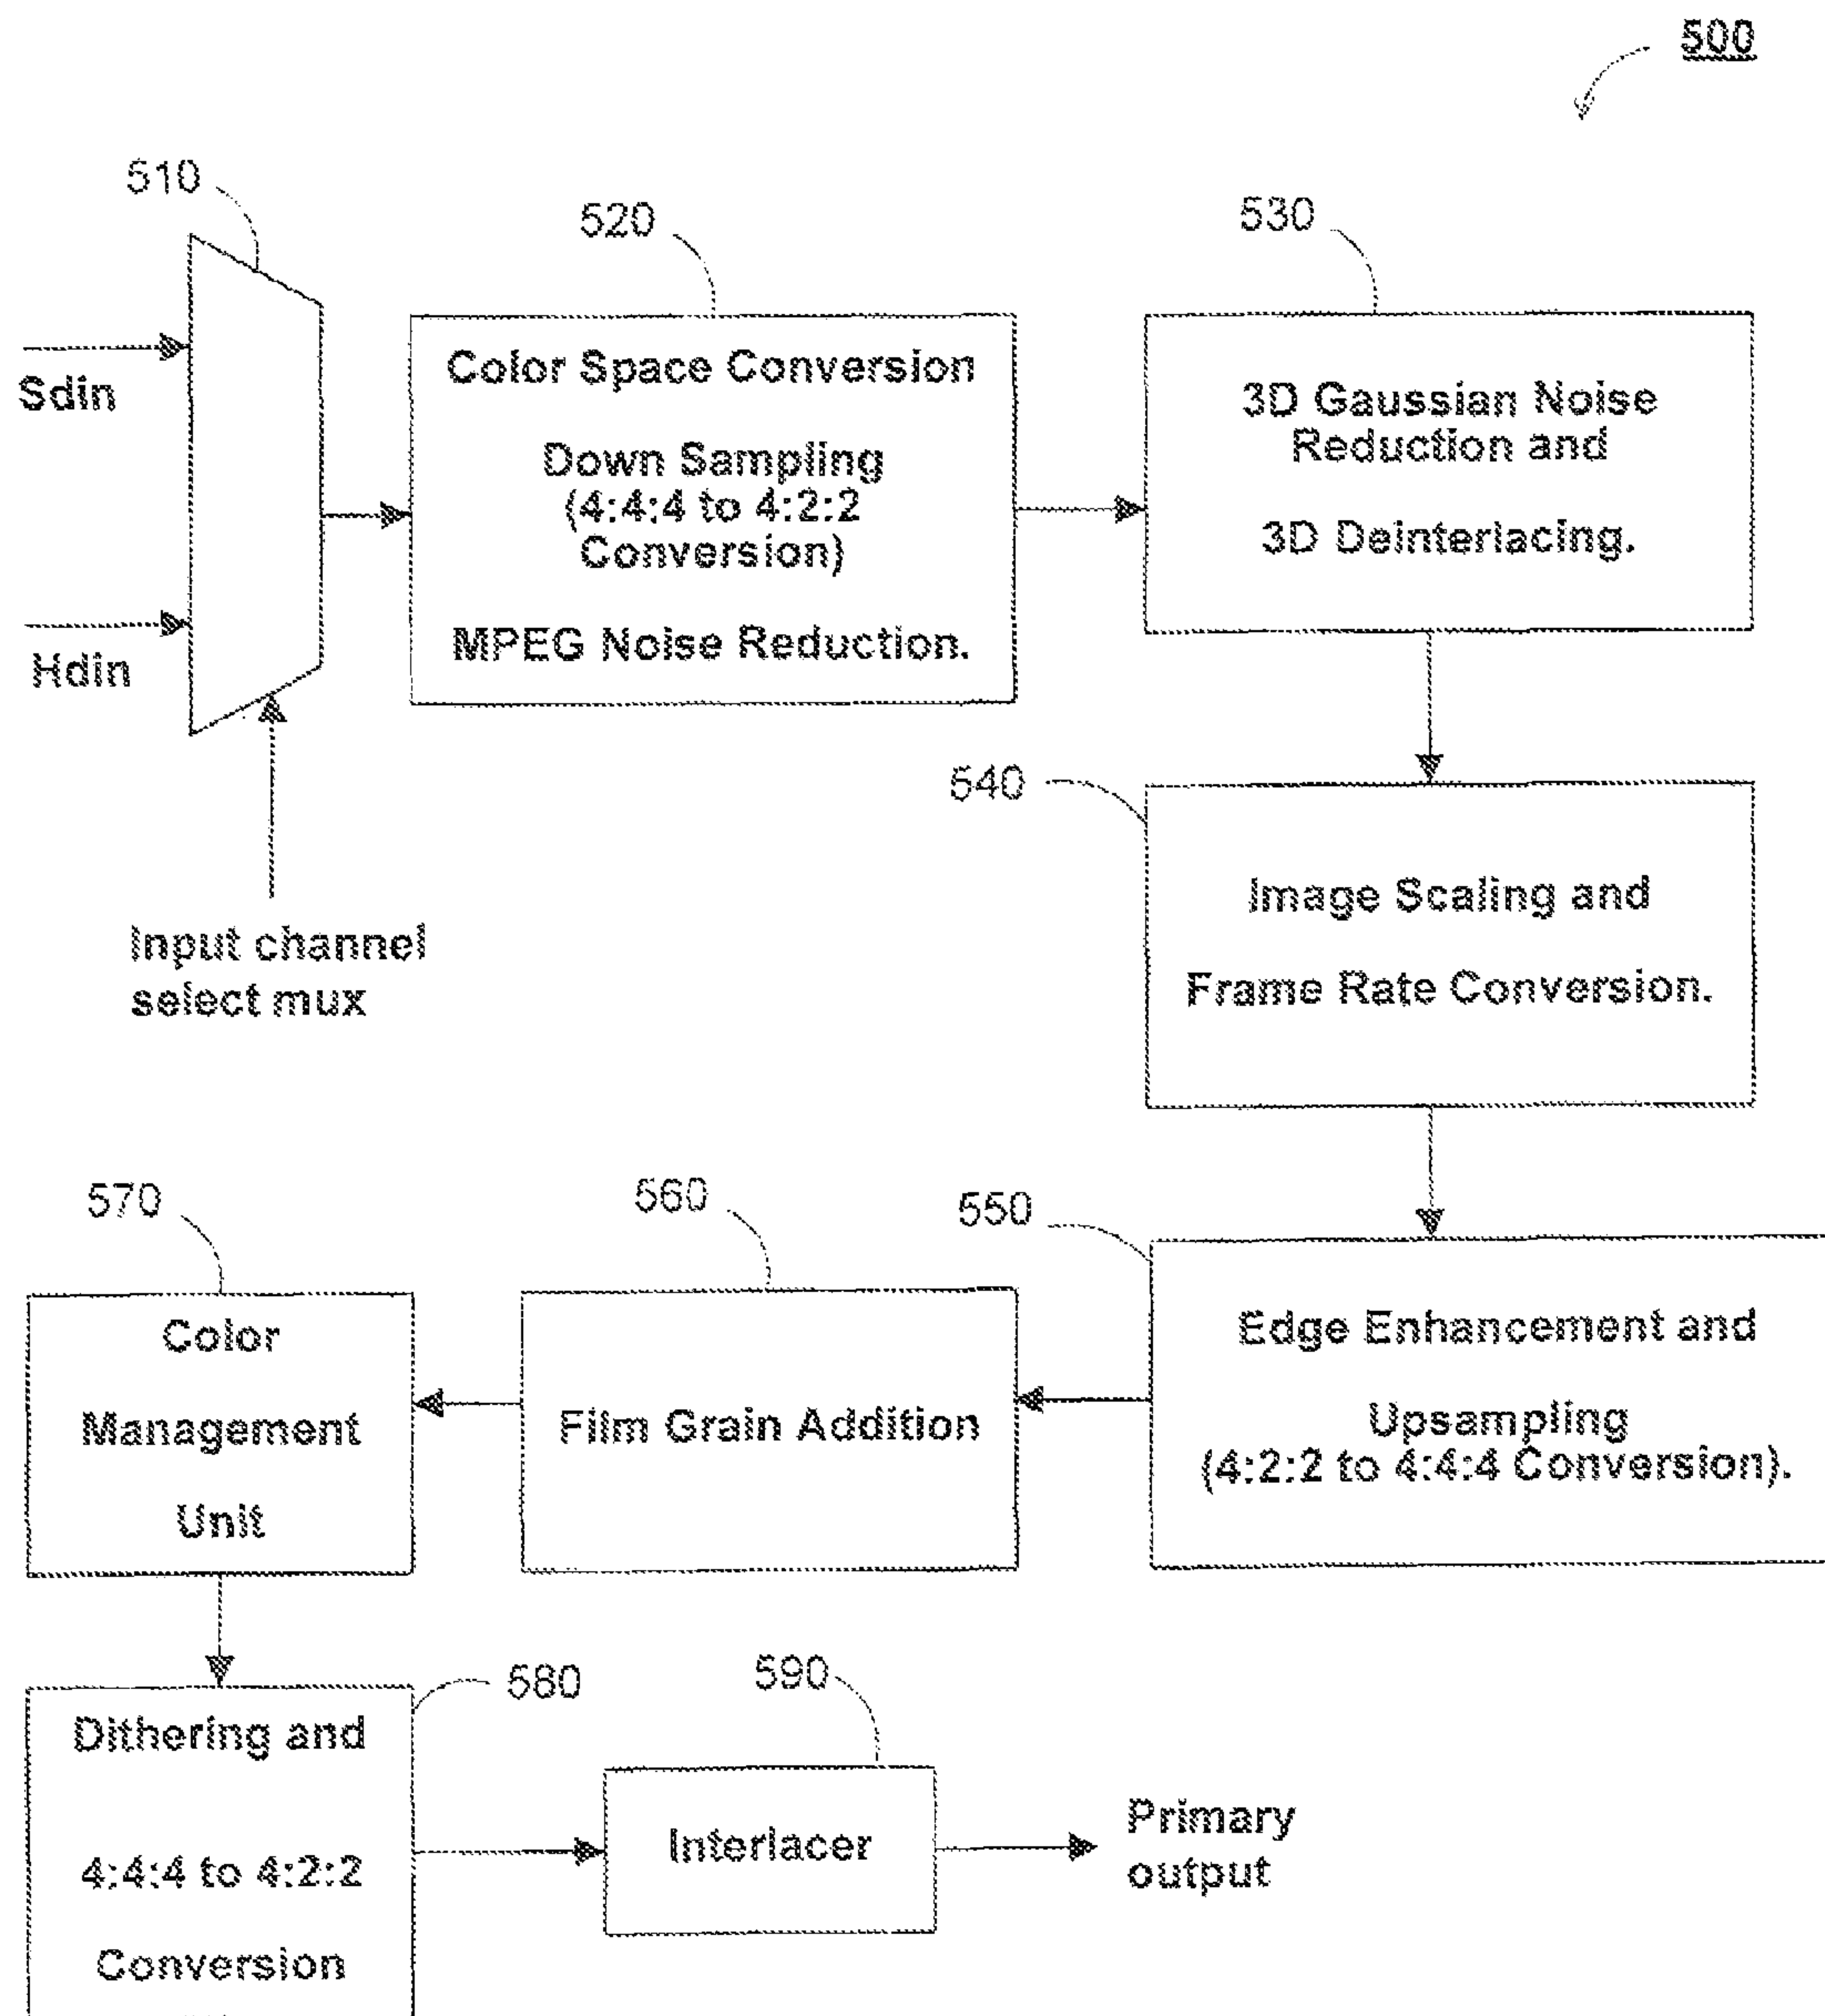 500
510
520
530
Sdin
Hdin
Input channel
select mux
Color Space Conversion
Down Sampling
(4:4:4 to 4:2:2
Conversion)
MPEG Noise Reduction.
3D Gaussian Noise
Reduction and
3D Deinterlacing.
540
Image Scaling and
Frame Rate Conversion.
550
Edge Enhancement and
Upsampling
(4:2:2 to 4:4:4 Conversion).
560
Film Grain Addition
570
Color
Management
Unit
580
Dithering and
4:4:4 to 4:2:2
Conversion
590
Interlacer
Primary
output